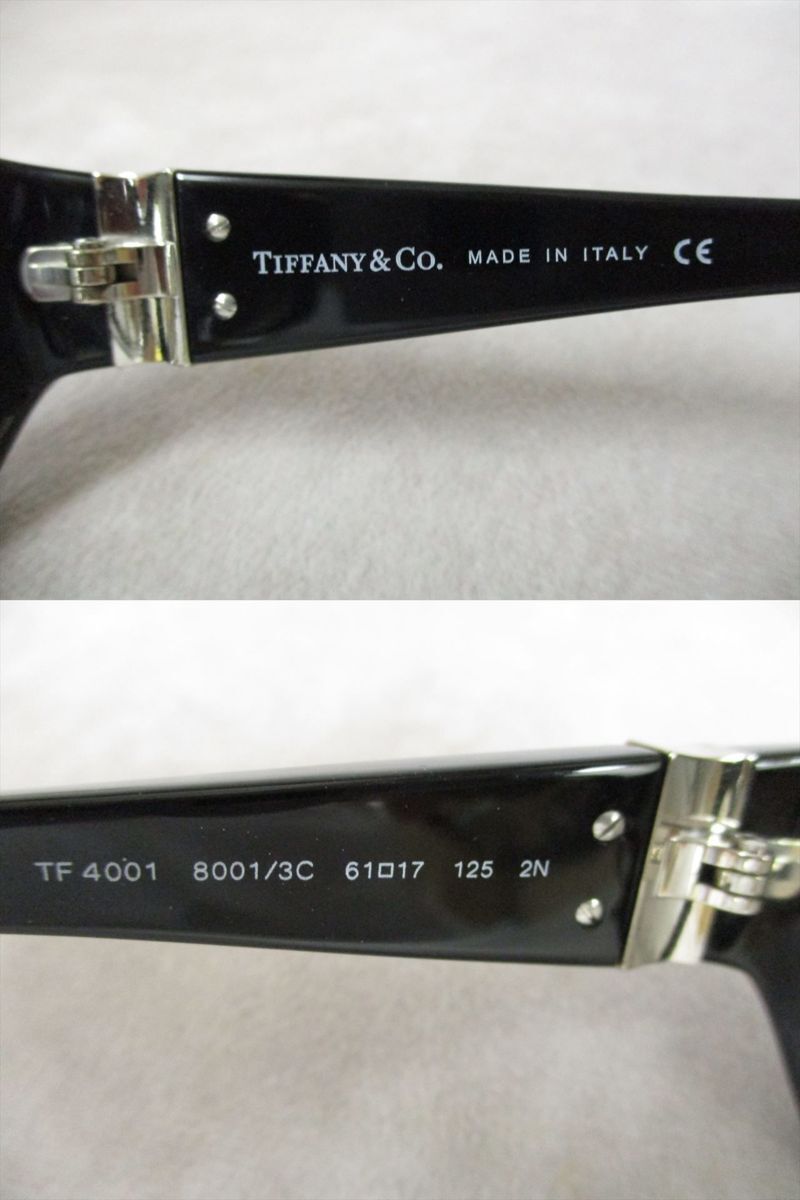 TIFFANY & CO. MADE IN ITALY CE
TF 4001 8001/3C 61□17 125 2N